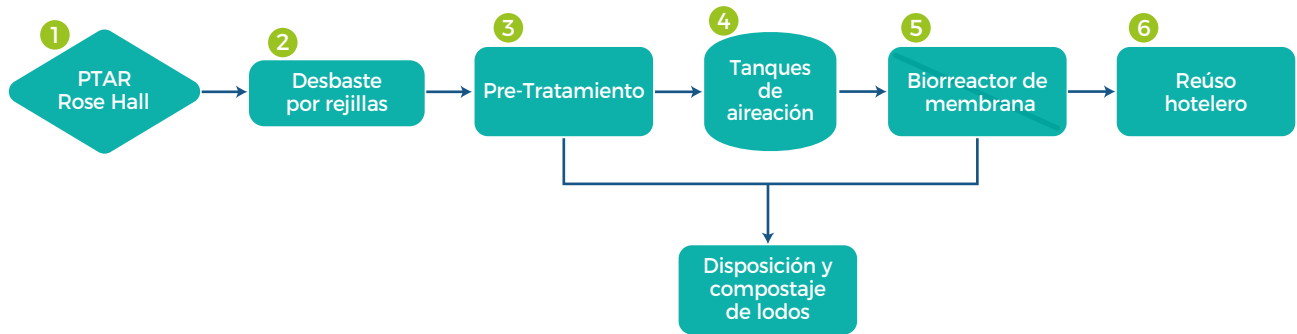 1
PTAR
Rose Hall
2
Desbaste
por rejillas
3
Pre-Tratamiento
4
Tanques
de
aireación
5
Biorreactor de
membrana
6
Reúso
hotelero
Disposición y
compostaje
de lodos